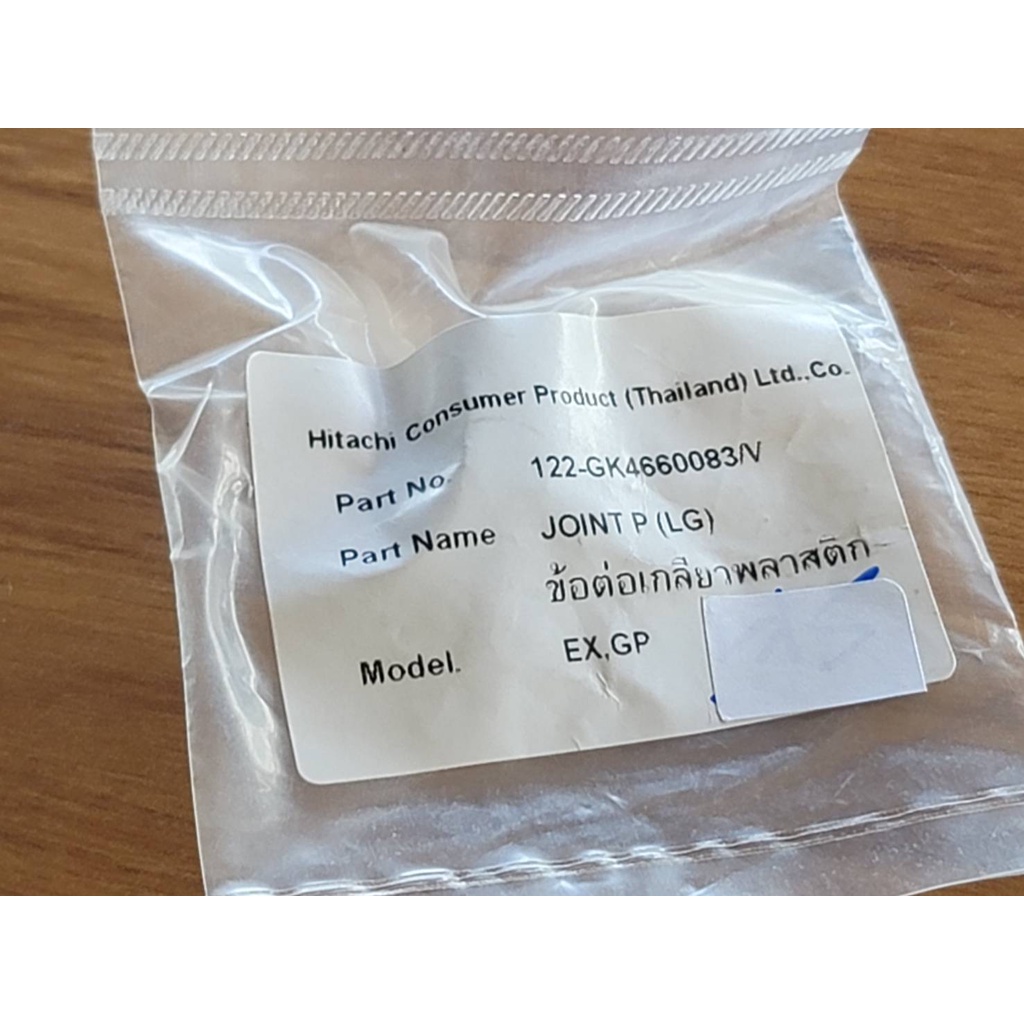 Hitachi Consumer Product (Thailand) Ltd.,Co.
Part No. 122-GK4660083/V
Part Name JOINT P (LG)
ข้อต่อเกลียวพลาสติก
Model. EX,GP